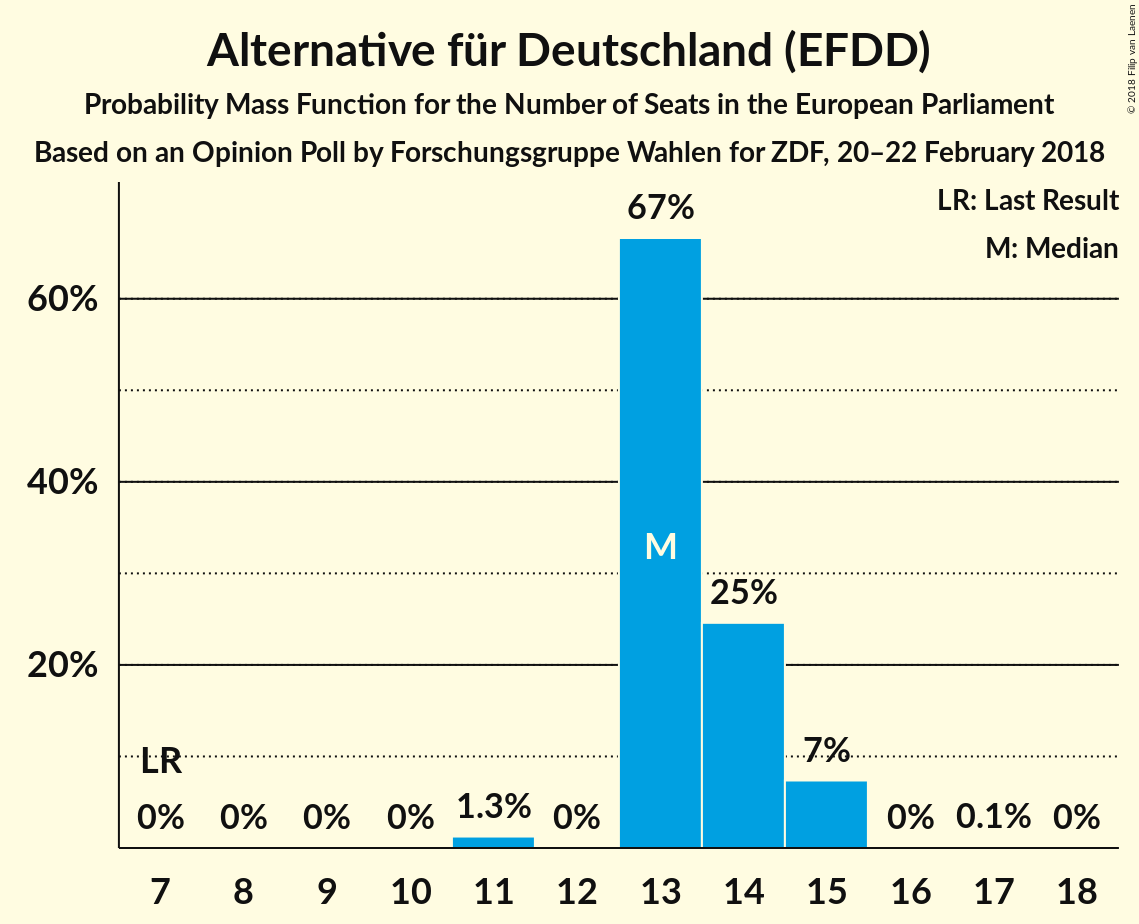 Alternative für Deutschland (EFDD)
Probability Mass Function for the Number of Seats in the European Parliament
Based on an Opinion Poll by Forschungsgruppe Wahlen for ZDF, 20–22 February 2018
© 2018 Filip van Laenen
LR: Last Result
M: Median
67%
60%
40%
M
25%
20%
LR
7%
0% 0% 0% 0% 1.3% 0% 0% 0.1% 0%
7 8 9 10 11 12 13 14 15 16 17 18